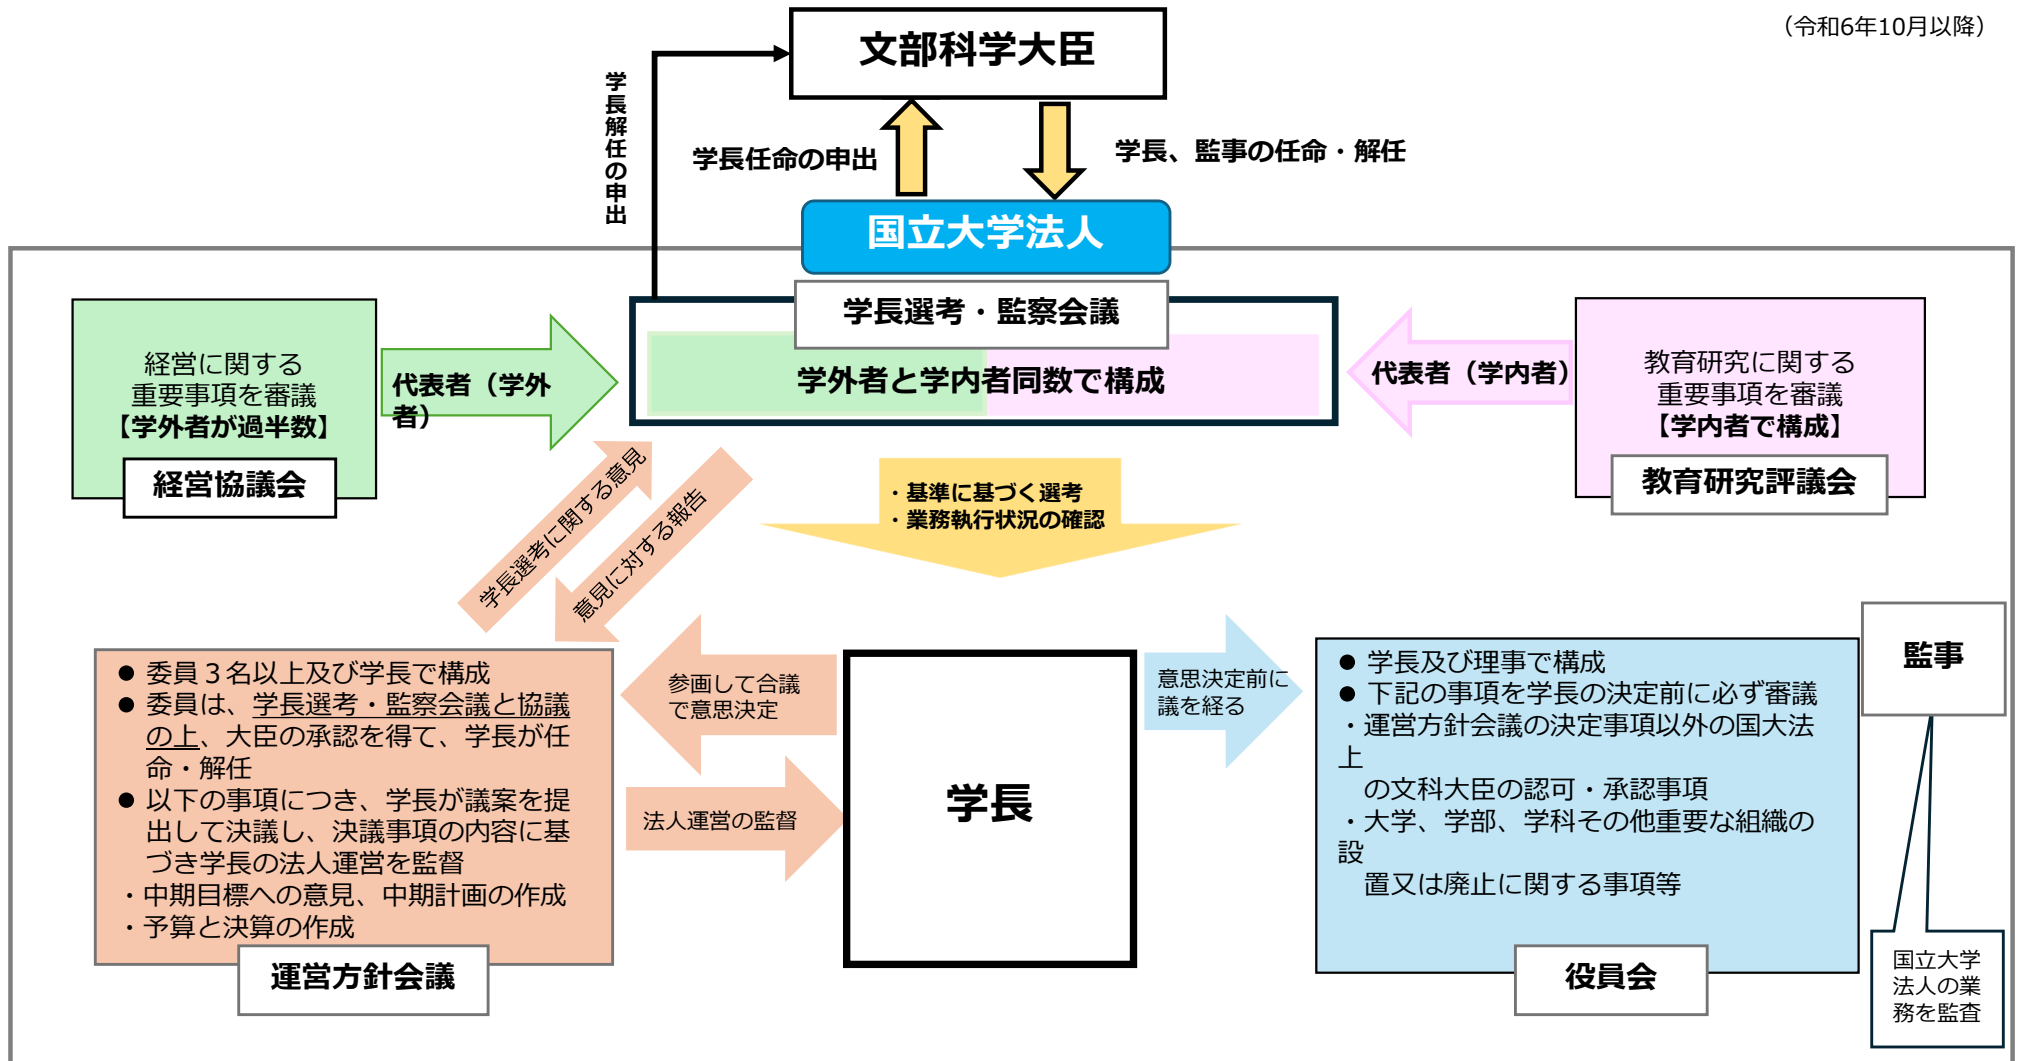 （令和6年10月以降）
文部科学大臣
学長解任の申出
学長任命の申出
学長、監事の任命・解任
国立大学法人
学長選考・監察会議
学外者と学内者同数で構成
経営に関する
重要事項を審議
【学外者が過半数】
経営協議会
代表者（学外
者）
代表者（学内者）
教育研究に関する
重要事項を審議
【学内者で構成】
教育研究評議会
学長選考に関する意見
意見に対する報告
・基準に基づく選考
・業務執行状況の確認
● 委員３名以上及び学長で構成
● 委員は、学長選考・監察会議と協議
の上、大臣の承認を得て、学長が任
命・解任
● 以下の事項につき、学長が議案を提
出して決議し、決議事項の内容に基
づき学長の法人運営を監督
・中期目標への意見、中期計画の作成
・予算と決算の作成
運営方針会議
参画して合議
で意思決定
法人運営の監督
学長
意思決定前に
議を経る
● 学長及び理事で構成
● 下記の事項を学長の決定前に必ず審議
・運営方針会議の決定事項以外の国大法
上
の文科大臣の認可・承認事項
・大学、学部、学科その他重要な組織の
設
置又は廃止に関する事項等
役員会
監事
国立大学
法人の業
務を監査